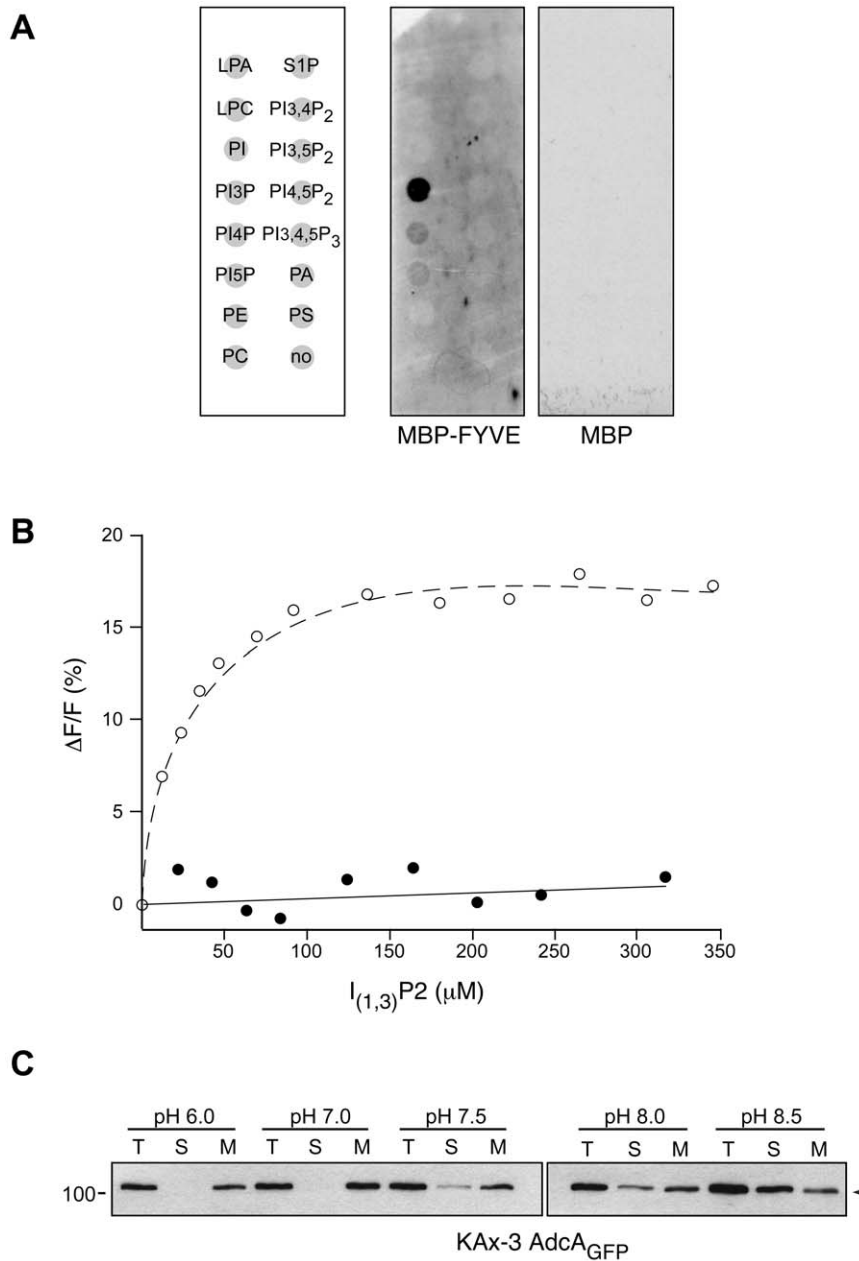 A
LPA S1P
LPC PI3,4P2
PI PI3,5P2
PI3P PI4,5P2
PI4P PI3,4,5P3
PI5P PA
PE PS
PC no
MBP-FYVE MBP
B
20
15
10
5
0
ΔF/F (%)
50 100 150 200 250 300 350
I(1,3)P2 (μM)
C
pH 6.0 pH 7.0 pH 7.5 pH 8.0 pH 8.5
T S M T S M T S M T S M T S M
100-
KAx-3 AdcAGFP